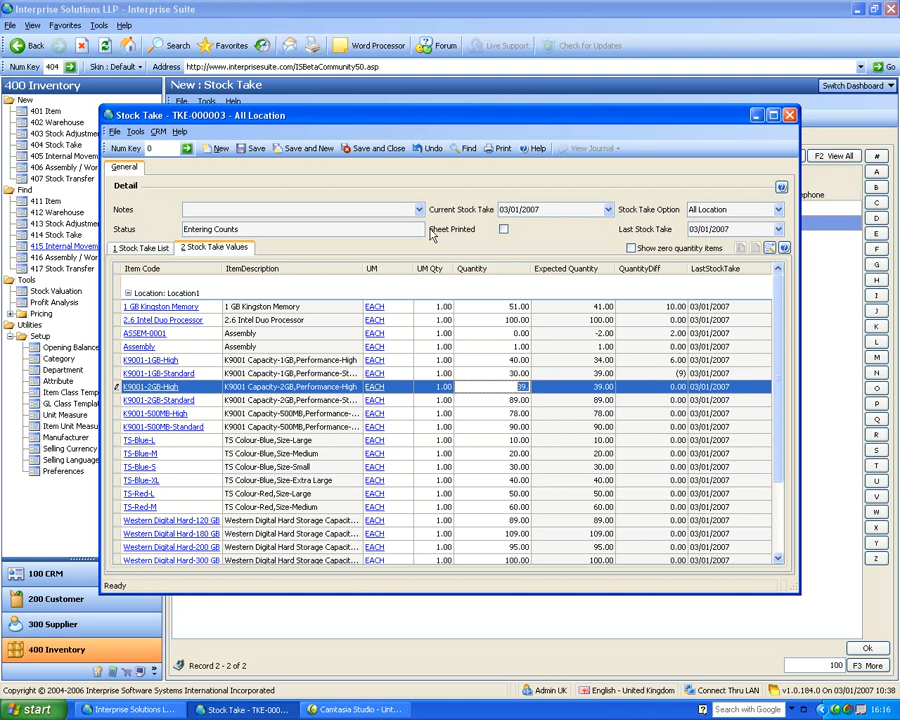 Interprise Solutions LLP - Interprise Suite
File View Favorites Tools Help
Back Search Favorites Word Processor Forum Live Support Check for Updates
Num Key 404 Skin : Default Address http://www.interprisesuite.com/ISBetaCommunity50.asp Go
400 Inventory
New : Stock Take
Switch Dashboard
File Tools Help
New
401 Item
402 Warehouse
403 Stock Adjustme
404 Stock Take
405 Internal Movem
406 Assembly / Wo
407 Stock Transfer
Find
411 Item
412 Warehouse
413 Stock Adjustme
414 Stock Take
415 Internal Movem
416 Assembly / Wo
417 Stock Transfer
Tools
Stock Valuation
Profit Analysis
Pricing
Utilities
Setup
Opening Balance
Category
Department
Attribute
Item Class Templa
GL Class Templat
Unit Measure
Item Unit Measur
Manufacturer
Selling Currency
Selling Language
Preferences
100 CRM
200 Customer
300 Supplier
400 Inventory
Stock Take - TKE-000003 - All Location
File Tools CRM Help
Num Key 0 New Save Save and New Save and Close Undo Find Print Help View Journal
General
Detail
Notes Current Stock Take 03/01/2007 Stock Take Option All Location
Status Entering Counts Sheet Printed Last Stock Take 03/01/2007
1 Stock Take List 2 Stock Take Values Show zero quantity items
Item Code ItemDescription UM UM Qty Quantity Expected Quantity QuantityDiff LastStockTake
Location: Location1
1 GB Kingston Memory 1 GB Kingston Memory EACH 1.00 51.00 41.00 10.00 03/01/2007
2.6 Intel Duo Processor 2.6 Intel Duo Processor EACH 1.00 100.00 100.00 0.00 03/01/2007
ASSEM-0001 Assembly EACH 1.00 0.00 -2.00 2.00 03/01/2007
Assembly Assembly EACH 1.00 1.00 1.00 0.00 03/01/2007
K9001-1GB-High K9001 Capacity-1GB,Performance-High EACH 1.00 40.00 34.00 6.00 03/01/2007
K9001-1GB-Standard K9001 Capacity-1GB,Performance-St... EACH 1.00 30.00 39.00 (9) 03/01/2007
K9001-2GB-High K9001 Capacity-2GB,Performance-High EACH 1.00 39. 39.00 0.00 03/01/2007
K9001-2GB-Standard K9001 Capacity-2GB,Performance-St... EACH 1.00 89.00 89.00 0.00 03/01/2007
K9001-500MB-High K9001 Capacity-500MB,Performance-... EACH 1.00 78.00 78.00 0.00 03/01/2007
K9001-500MB-Standard K9001 Capacity-500MB,Performance-... EACH 1.00 90.00 90.00 0.00 03/01/2007
TS-Blue-L TS Colour-Blue,Size-Large EACH 1.00 10.00 10.00 0.00 03/01/2007
TS-Blue-M TS Colour-Blue,Size-Medium EACH 1.00 20.00 20.00 0.00 03/01/2007
TS-Blue-S TS Colour-Blue,Size-Small EACH 1.00 30.00 30.00 0.00 03/01/2007
TS-Blue-XL TS Colour-Blue,Size-Extra Large EACH 1.00 40.00 40.00 0.00 03/01/2007
TS-Red-L TS Colour-Red,Size-Large EACH 1.00 50.00 50.00 0.00 03/01/2007
TS-Red-M TS Colour-Red,Size-Medium EACH 1.00 60.00 60.00 0.00 03/01/2007
Western Digital Hard-120 GB Western Digital Hard Storage Capacit... EACH 1.00 89.00 89.00 0.00 03/01/2007
Western Digital Hard-180 GB Western Digital Hard Storage Capacit... EACH 1.00 109.00 109.00 0.00 03/01/2007
Western Digital Hard-200 GB Western Digital Hard Storage Capacit... EACH 1.00 95.00 95.00 0.00 03/01/2007
Western Digital Hard-300 GB Western Digital Hard Storage Capacit... EACH 1.00 100.00 100.00 0.00 03/01/2007
Ready
F2 View All
ephone
#
A
B
C
D
E
F
G
H
I
J
K
L
M
N
O
P
Q
R
S
T
U
V
W
X
Y
Z
Ok
Record 2 - 2 of 2 100 F3 More
Copyright © 2004-2006 Interprise Software Systems International Incorporated Admin UK English - United Kingdom Connect Thru LAN v1.0.184.0 On 03/01/2007 10:38
start Interprise Solutions L... Stock Take - TKE-000... Camtasia Studio - Unt... Search with Google 16:16